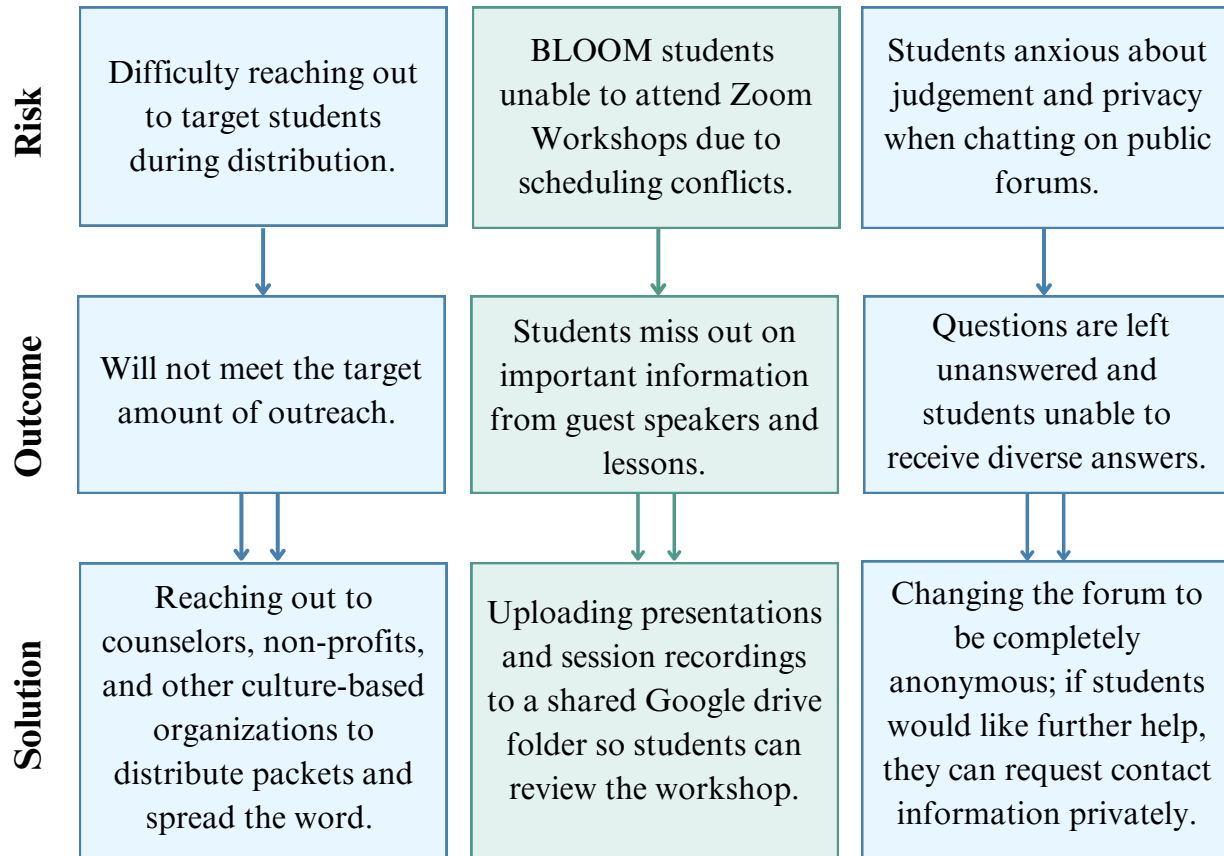 Risk
Difficulty reaching out
to target students
during distribution.
BLOOM students
unable to attend Zoom
Workshops due to
scheduling conflicts.
Students anxious about
judgement and privacy
when chatting on public
forums.
Outcome
Will not meet the target
amount of outreach.
Students miss out on
important information
from guest speakers and
lessons.
Questions are left
unanswered and
students unable to
receive diverse answers.
Solution
Reaching out to
counselors, non-profits,
and other culture-based
organizations to
distribute packets and
spread the word.
Uploading presentations
and session recordings
to a shared Google drive
folder so students can
review the workshop.
Changing the forum to
be completely
anonymous; if students
would like further help,
they can request contact
information privately.